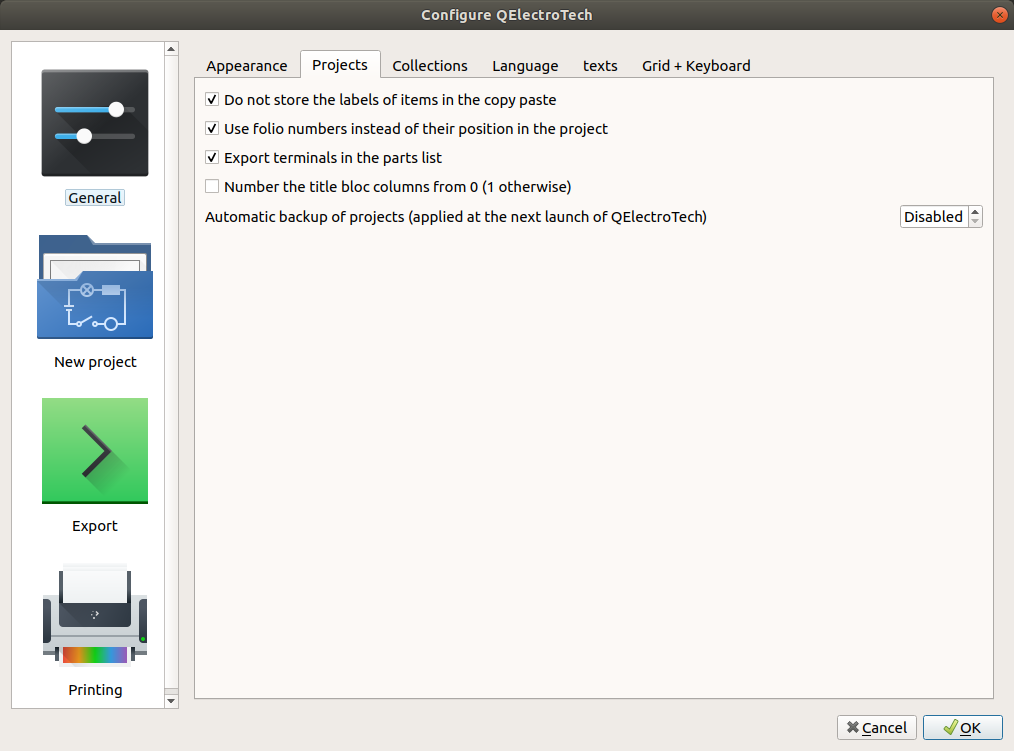 Configure QElectroTech
General
New project
Export
Printing
Appearance Projects Collections Language texts Grid + Keyboard
Do not store the labels of items in the copy paste
Use folio numbers instead of their position in the project
Export terminals in the parts list
Number the title bloc columns from 0 (1 otherwise)
Automatic backup of projects (applied at the next launch of QElectroTech) Disabled
Cancel OK